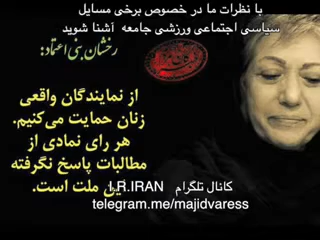 با نظرات ما در خصوص برخی مسایل
سیاسی اجتماعی ورزشی جامعه آشنا شوید
رخشان بنی‌اعتماد:
از نمایندگان واقعی
زنان حمایت می‌کنیم.
هر رای نمادی از
مطالبات پاسخ نگرفته
این ملت است.
کانال تلگرام I.R.IRAN
telegram.me/majidvaress